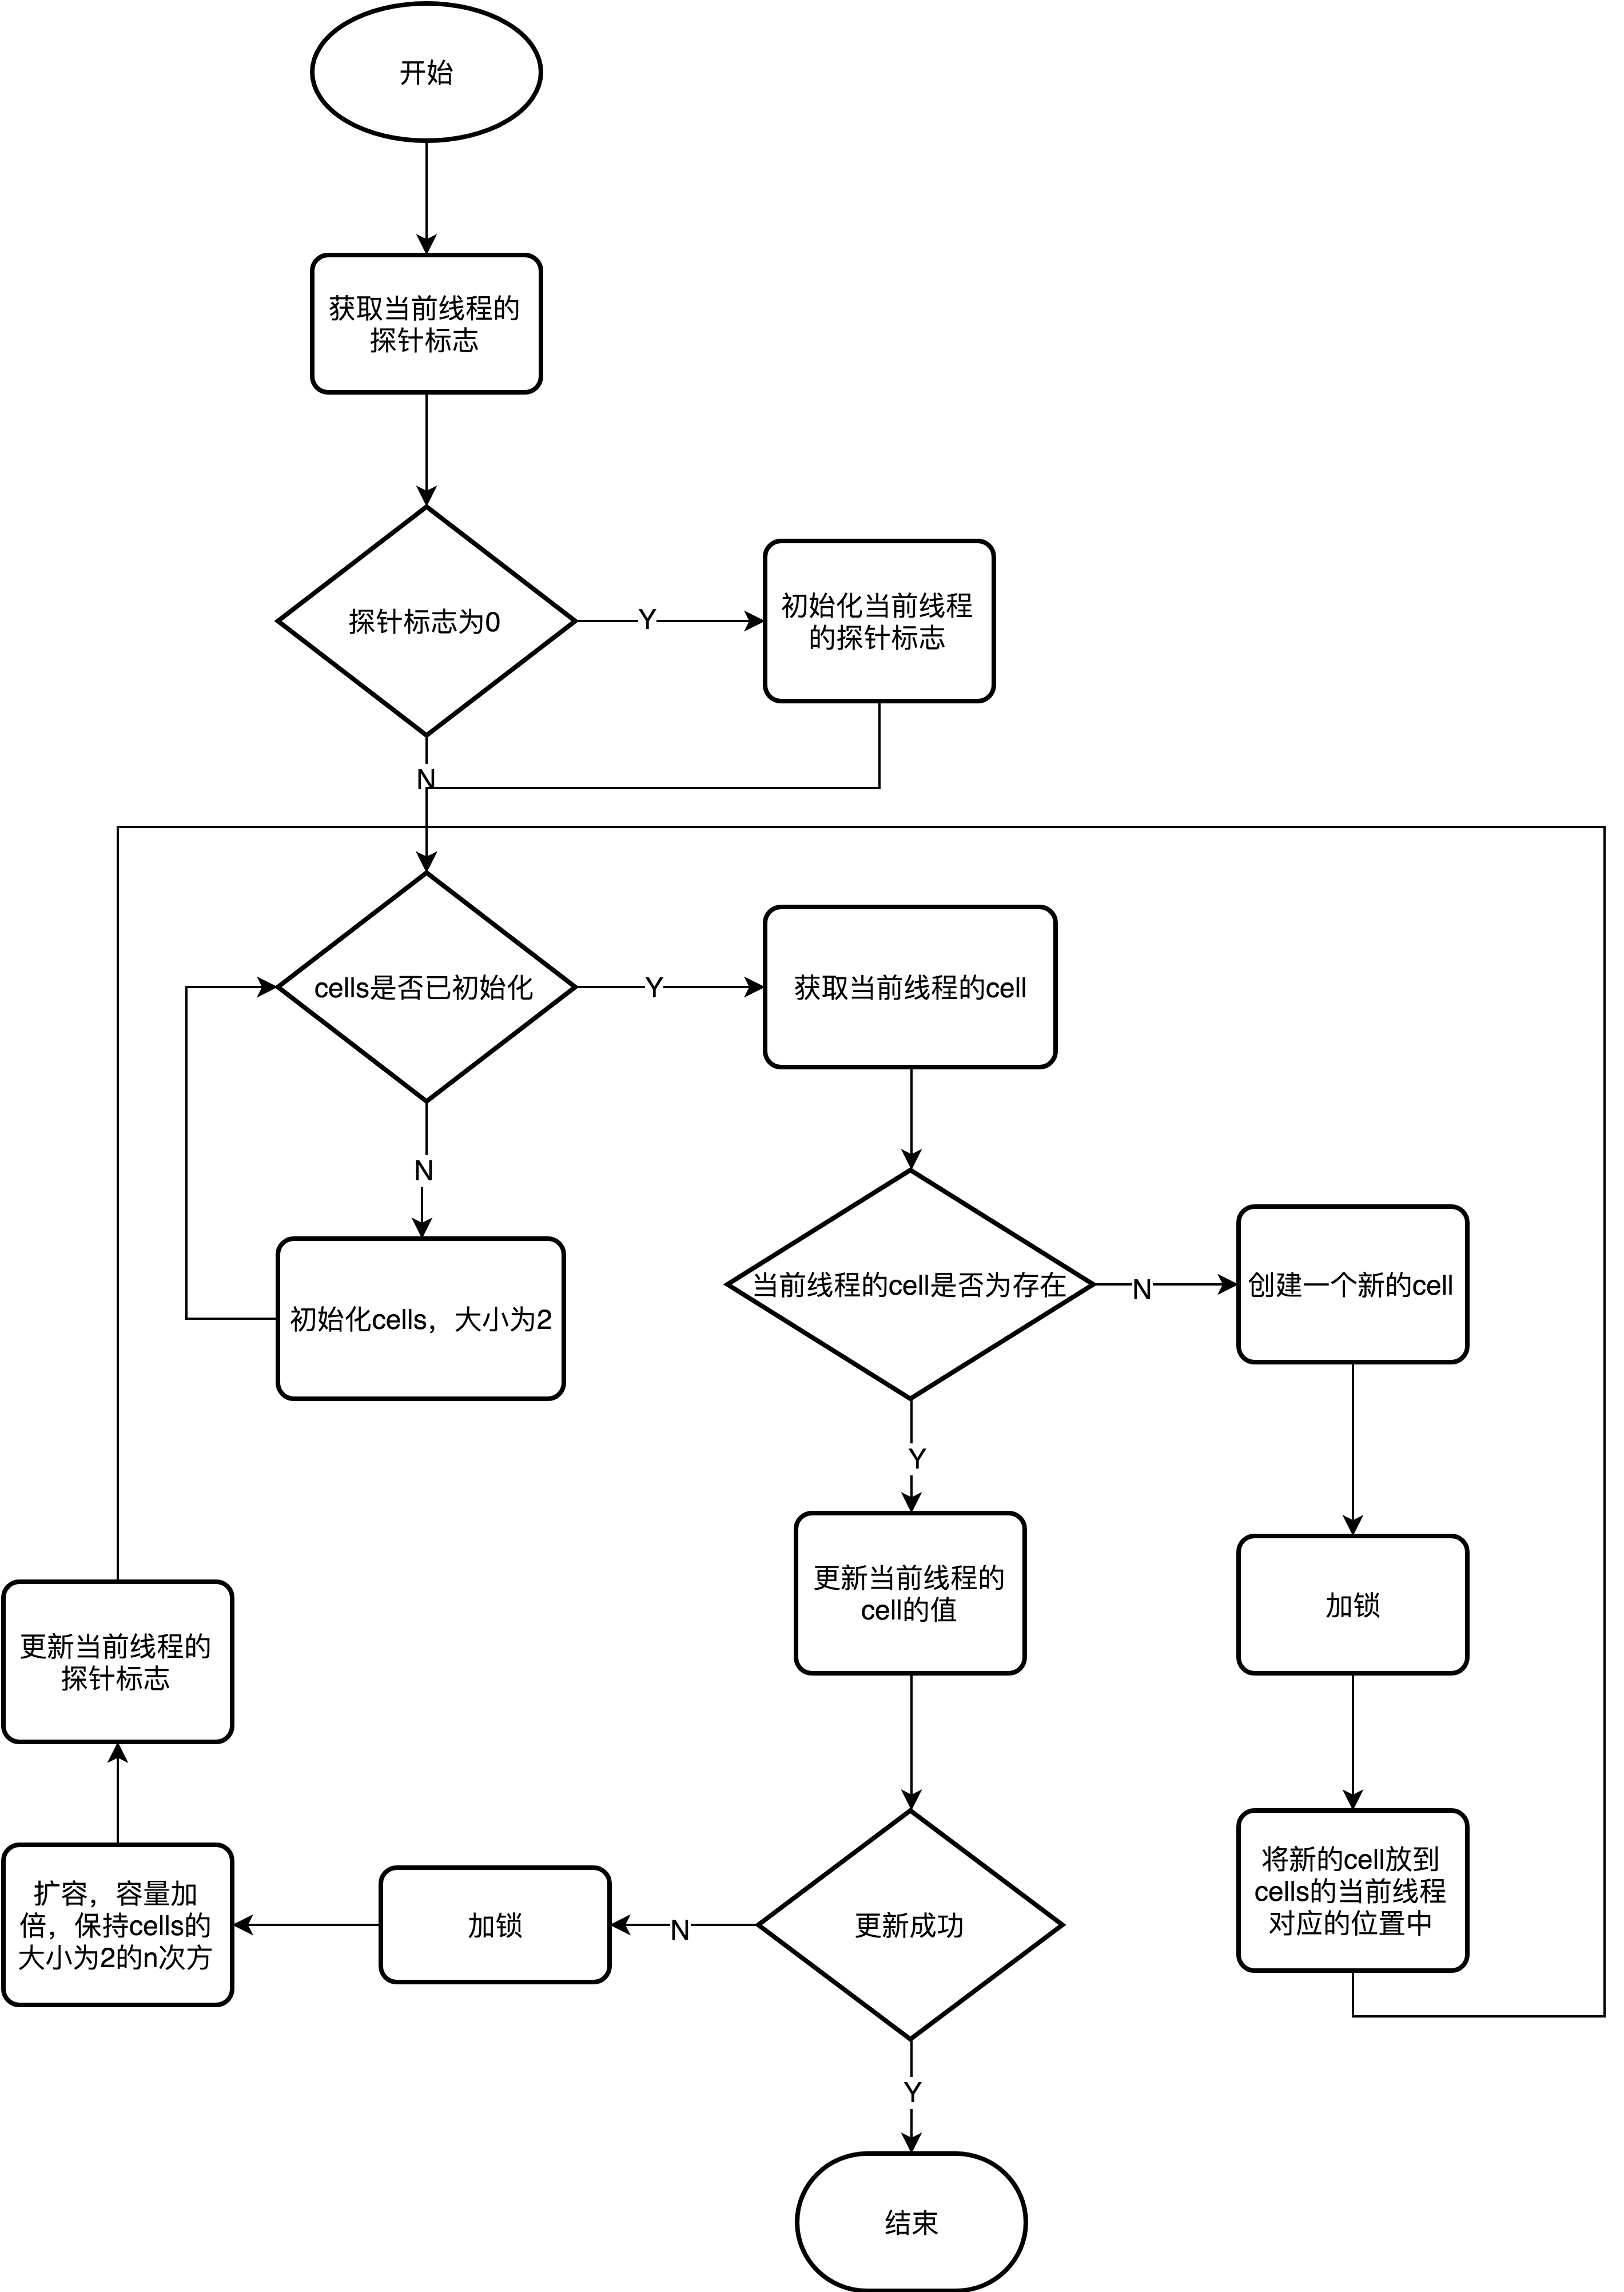 开始
获取当前线程的
探针标志
探针标志为0
Y
初始化当前线程
的探针标志
N
cells是否已初始化
Y
获取当前线程的cell
N
初始化cells，大小为2
当前线程的cell是否为存在
N
创建一个新的cell
Y
更新当前线程的
cell的值
加锁
更新当前线程的
探针标志
将新的cell放到
cells的当前线程
对应的位置中
更新成功
N
加锁
扩容，容量加
倍，保持cells的
大小为2的n次方
Y
结束